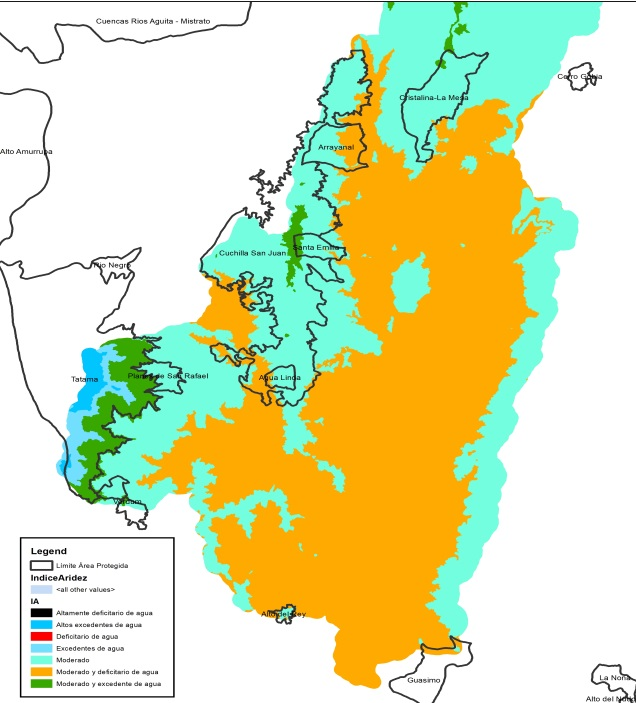 Cuencas Rios Aguita - Mistrato
Cerro Gobia
Cristalina-La Mesa
Arrayanal
Alto Amurrupa
Santa Emilia
Cuchilla San Juan
Rio Negro
Tatama
Planes de San Rafael
Agua Linda
Verdum
Alto del Rey
Guasimo
La Nona
Alto del
Legend
Límite Área Protegida
IndiceAridez
<all other values>
IA
Altamente deficitario de agua
Altos excedentes de agua
Deficitario de agua
Excedentes de agua
Moderado
Moderado y deficitario de agua
Moderado y excedente de agua